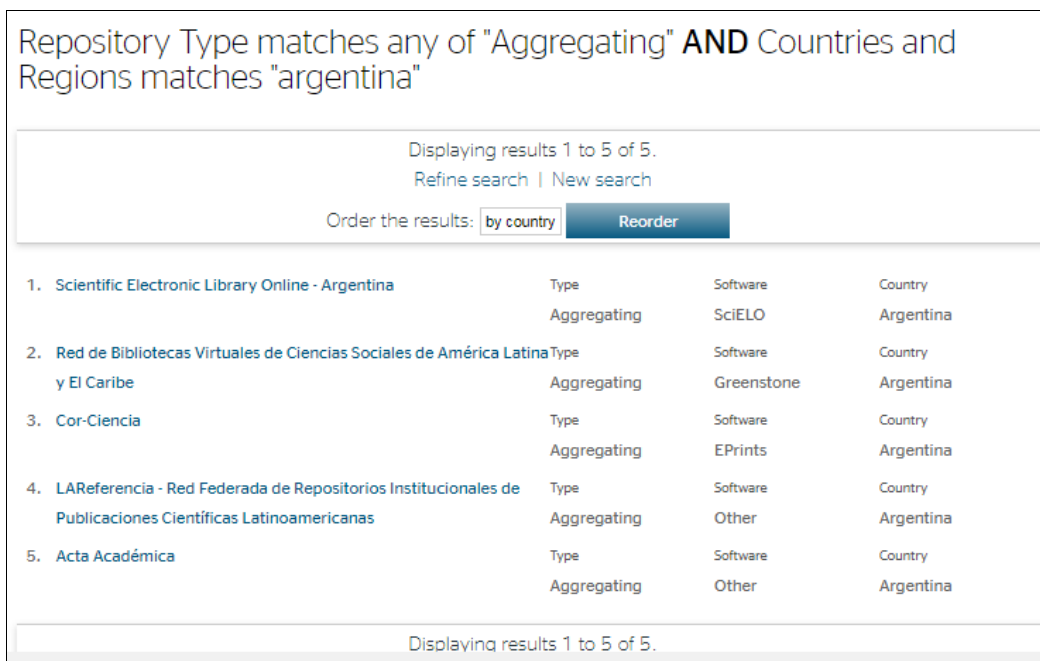 Repository Type matches any of "Aggregating" AND Countries and
Regions matches "argentina"
Displaying results 1 to 5 of 5.
Refine search | New search
Order the results: by country Reorder
1. Scientific Electronic Library Online - Argentina Type Software Country
Aggregating SciELO Argentina
2. Red de Bibliotecas Virtuales de Ciencias Sociales de América Latina Type Software Country
y El Caribe Aggregating Greenstone Argentina
3. Cor-Ciencia Type Software Country
Aggregating EPrints Argentina
4. LAReferencia - Red Federada de Repositorios Institucionales de Type Software Country
Publicaciones Científicas Latinoamericanas Aggregating Other Argentina
5. Acta Académica Type Software Country
Aggregating Other Argentina
Displaying results 1 to 5 of 5.